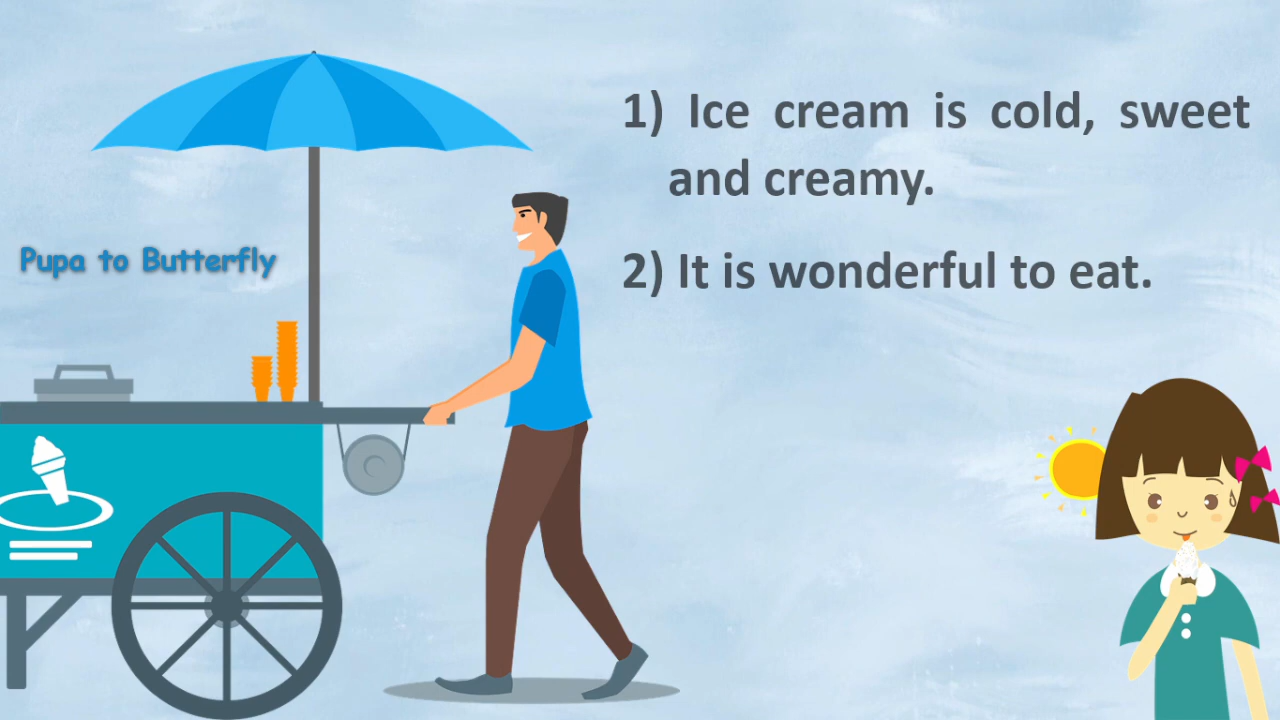 1) Ice cream is cold, sweet
and creamy.
Pupa to Butterfly
2) It is wonderful to eat.